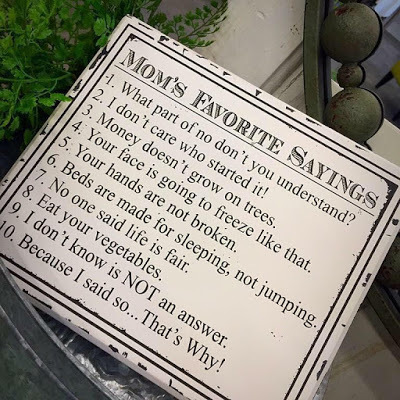 MOM'S FAVORITE SAYINGS
1. What part of no don't you understand?
2. I don't care who started it!
3. Money doesn't grow on trees.
4. Your face is going to freeze like that.
5. Your hands are not broken.
6. Beds are made for sleeping, not jumping.
7. No one said life is fair.
8. Eat your vegetables.
9. I don't know is NOT an answer.
10 Because I said so...That's Why!